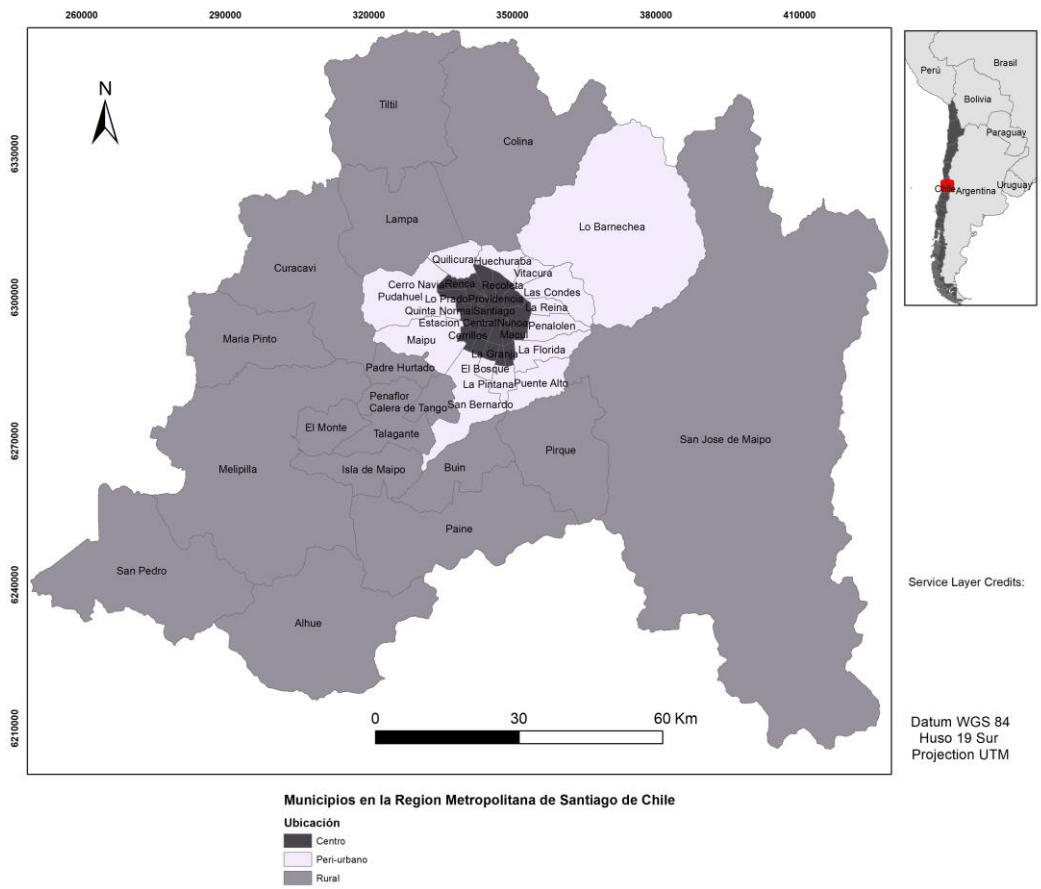 260000 290000 320000 350000 380000 410000
6330000
6300000
6270000
6240000
6210000
N
Tiltil
Colina
Lampa
Lo Barnechea
Curacavi
Quilicura
Huechuraba
Vitacura
Cerro Navia
Renca
Recoleta
Las Condes
Pudahuel
Lo Prado
Providencia
La Reina
Quinta Normal
Santiago
Estacion Central
Nunoa
Penalolen
Maria Pinto
Maipu
Cerrillos
Macul
La Granja
La Florida
Padre Hurtado
El Bosque
La Pintana
Puente Alto
Penaflor
Calera de Tango
San Bernardo
El Monte
Talagante
San Jose de Maipo
Melipilla
Isla de Maipo
Buin
Pirque
Paine
San Pedro
Alhue
0 30 60 Km
Perú
Brasil
Bolivia
Paraguay
Chile
Argentina
Uruguay
Service Layer Credits:
Datum WGS 84
Huso 19 Sur
Projection UTM
Municipios en la Region Metropolitana de Santiago de Chile
Ubicación
Centro
Peri-urbano
Rural